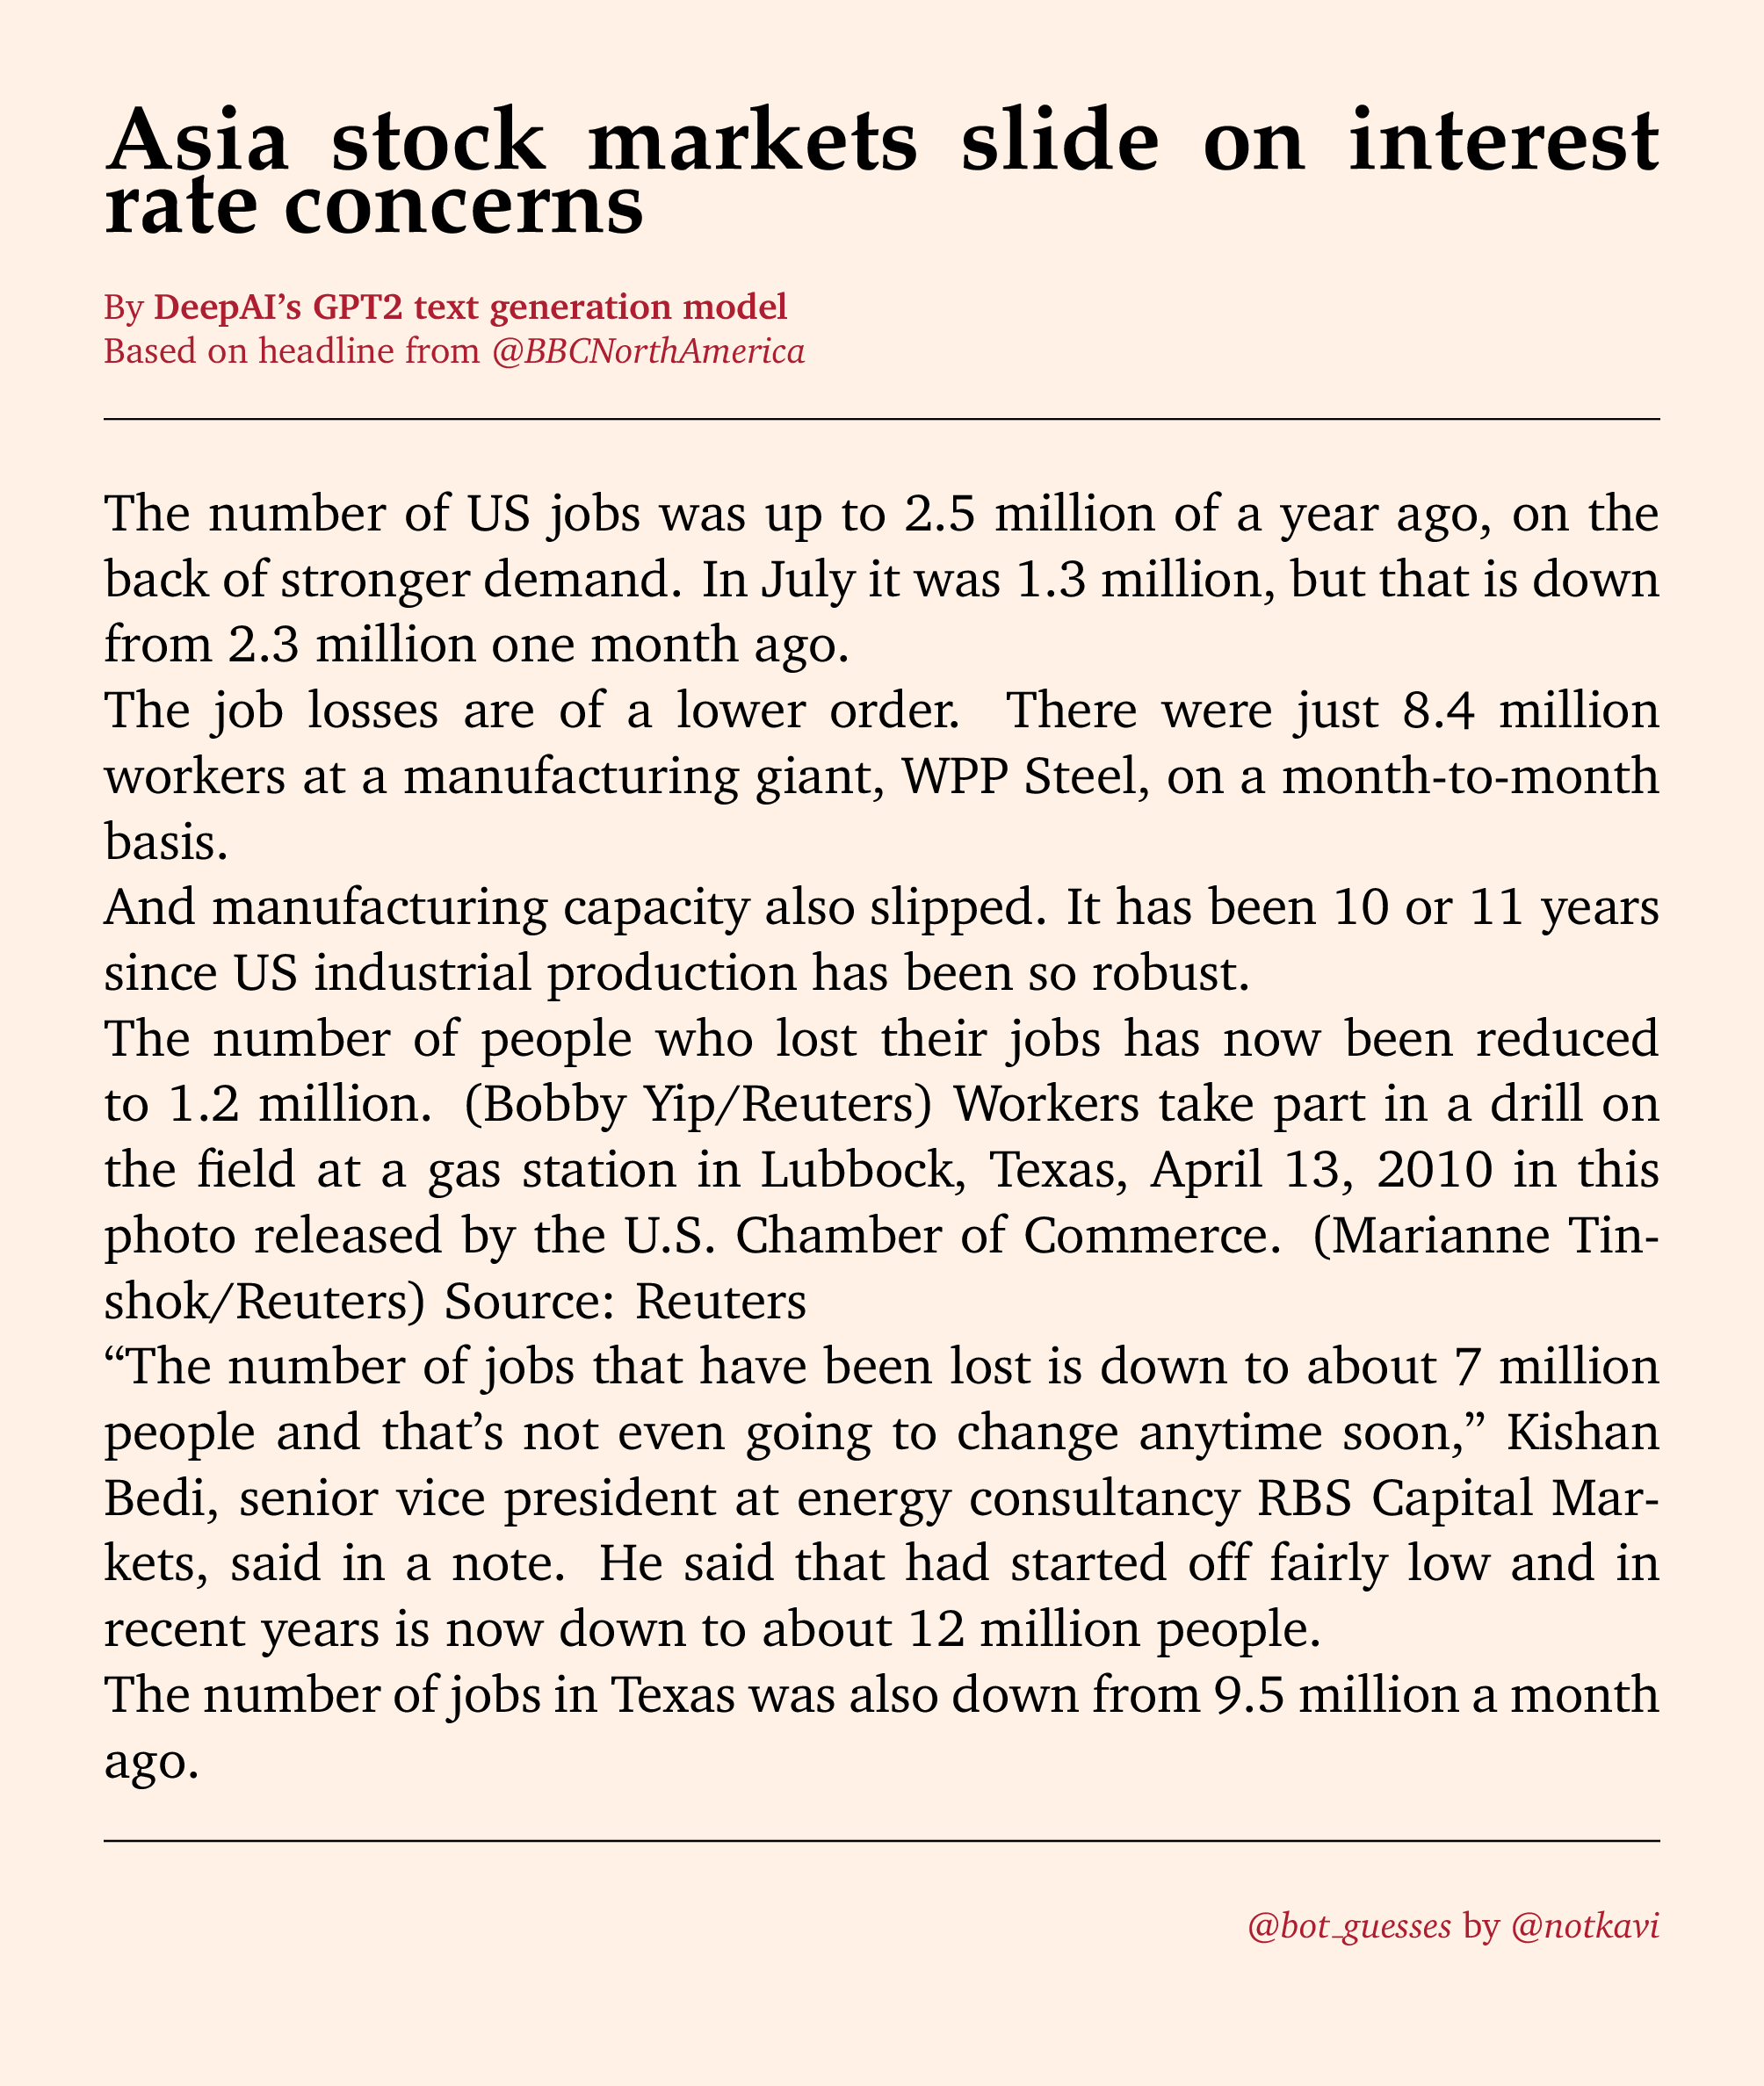 Asia stock markets slide on interest
rate concerns
By DeepAI’s GPT2 text generation model
Based on headline from @BBCNorthAmerica
The number of US jobs was up to 2.5 million of a year ago, on the
back of stronger demand. In July it was 1.3 million, but that is down
from 2.3 million one month ago.
The job losses are of a lower order. There were just 8.4 million
workers at a manufacturing giant, WPP Steel, on a month-to-month
basis.
And manufacturing capacity also slipped. It has been 10 or 11 years
since US industrial production has been so robust.
The number of people who lost their jobs has now been reduced
to 1.2 million. (Bobby Yip/Reuters) Workers take part in a drill on
the field at a gas station in Lubbock, Texas, April 13, 2010 in this
photo released by the U.S. Chamber of Commerce. (Marianne Tin-
shok/Reuters) Source: Reuters
“The number of jobs that have been lost is down to about 7 million
people and that’s not even going to change anytime soon,” Kishan
Bedi, senior vice president at energy consultancy RBS Capital Mar-
kets, said in a note. He said that had started off fairly low and in
recent years is now down to about 12 million people.
The number of jobs in Texas was also down from 9.5 million a month
ago.
@bot_guesses by @notkavi